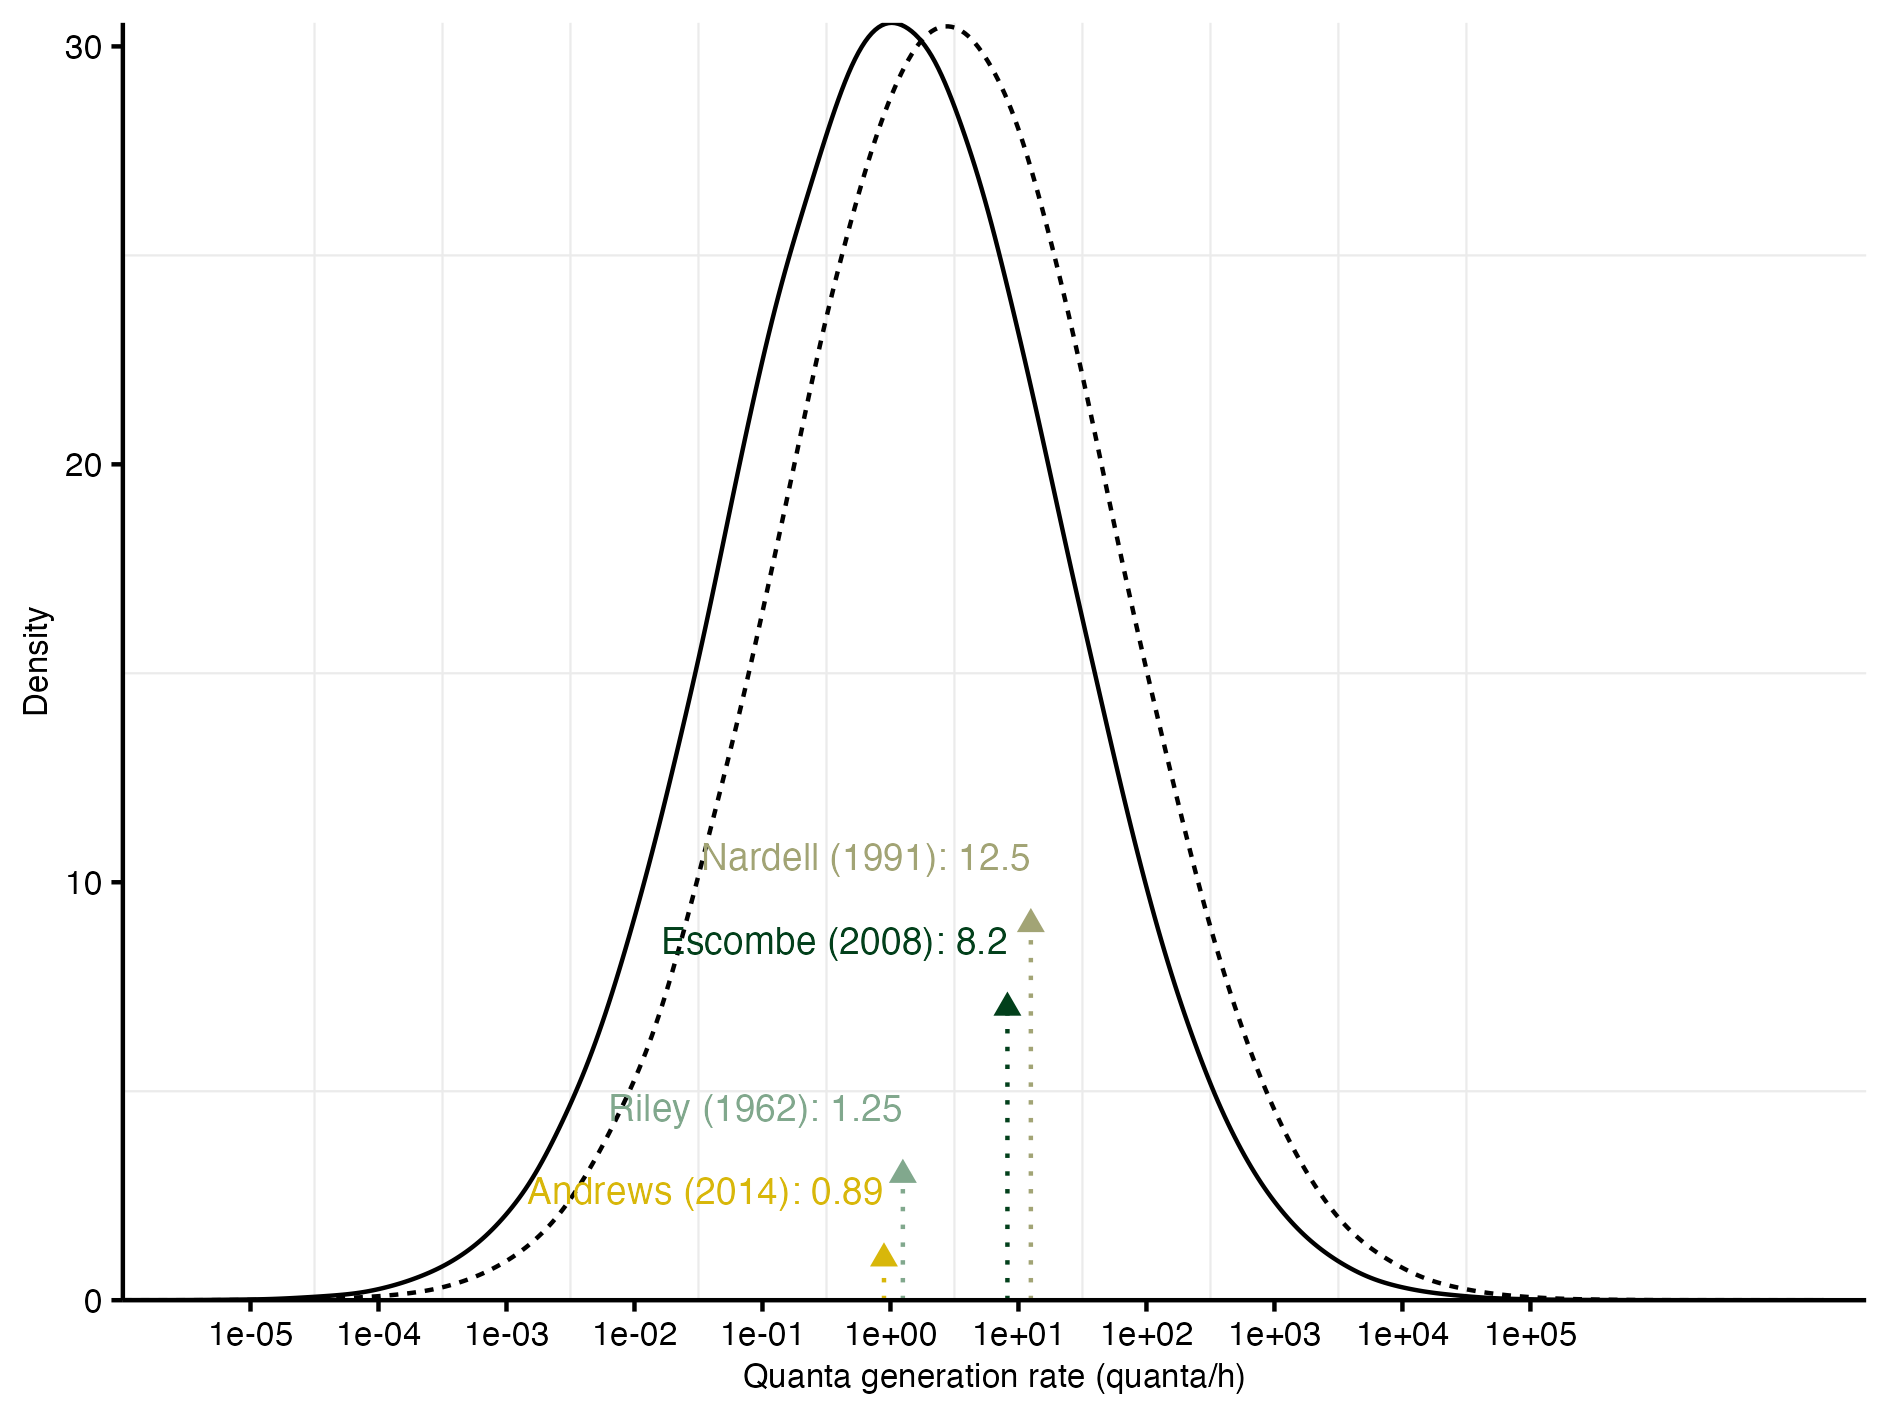 30
20
10
0
Density
Nardell (1991): 12.5
Escombe (2008): 8.2
Riley (1962): 1.25
Andrews (2014): 0.89
1e-05 1e-04 1e-03 1e-02 1e-01 1e+00 1e+01 1e+02 1e+03 1e+04 1e+05
Quanta generation rate (quanta/h)